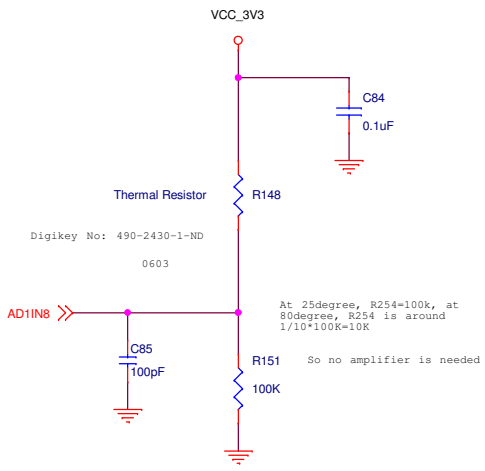 VCC_3V3
C84
0.1uF
Thermal Resistor
R148
Digikey No: 490-2430-1-ND
0603
AD1IN8
At 25degree, R254=100k, at
80degree, R254 is around
1/10*100K=10K
C85
100pF
R151
100K
So no amplifier is needed